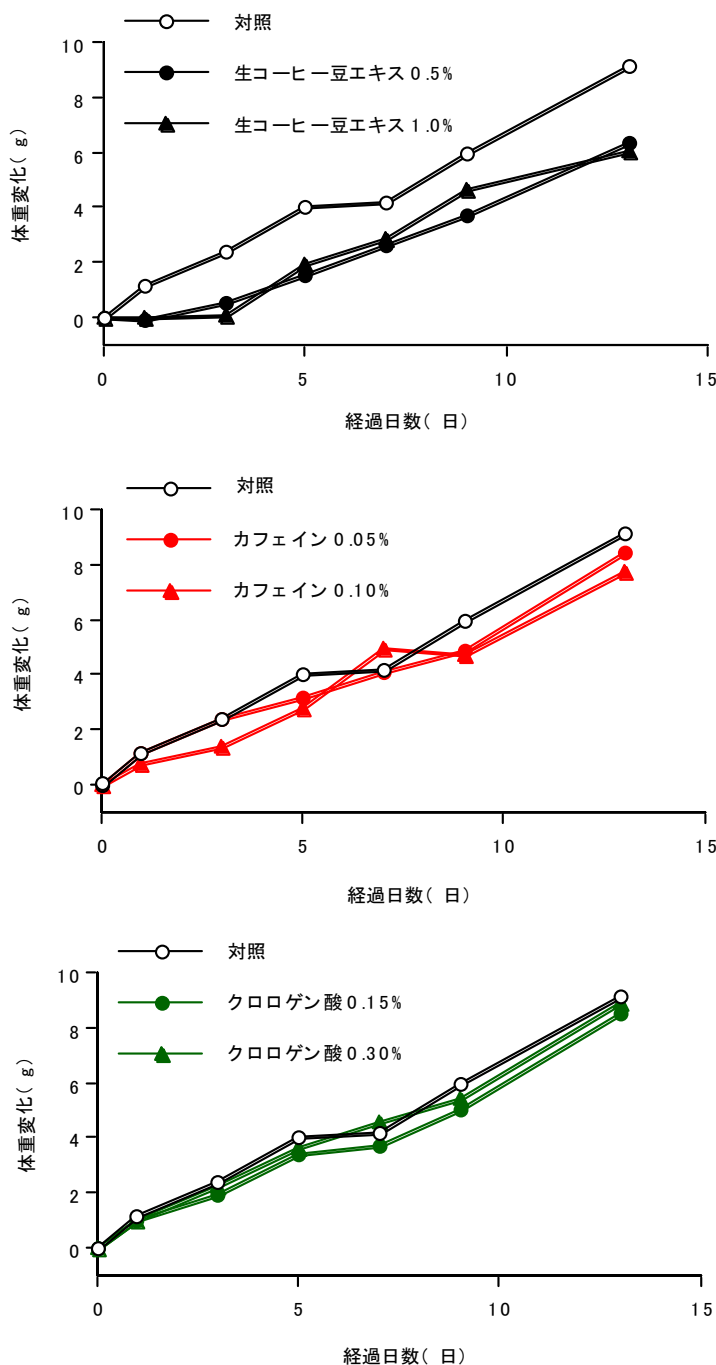 対照
生コーヒー豆エキス0.5%
生コーヒー豆エキス1.0%
10
8
6
4
2
0
体重変化( g)
0 5 10 15
経過日数( 日)
対照
カフェイン0.05%
カフェイン0.10%
10
8
6
4
2
0
体重変化( g)
0 5 10 15
経過日数( 日)
対照
クロロゲン酸0.15%
クロロゲン酸0.30%
10
8
6
4
2
0
体重変化( g)
0 5 10 15
経過日数( 日)